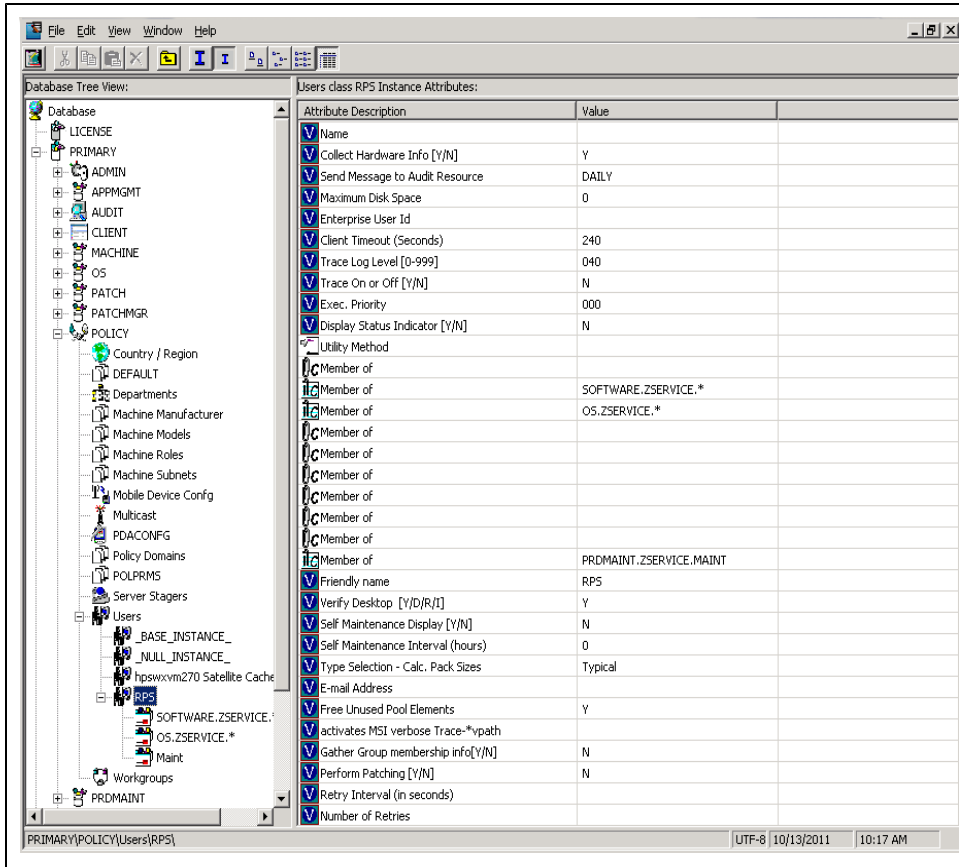 File Edit View Window Help
Database Tree View:
Database
LICENSE
PRIMARY
ADMIN
APPMGMT
AUDIT
CLIENT
MACHINE
OS
PATCH
PATCHMGR
POLICY
Country / Region
DEFAULT
Departments
Machine Manufacturer
Machine Models
Machine Roles
Machine Subnets
Mobile Device Confg
Multicast
PDACONFG
Policy Domains
POLPRMS
Server Stagers
Users
_BASE_INSTANCE_
_NULL_INSTANCE_
hpswxvm270 Satellite Cache
RPS
SOFTWARE.ZSERVICE.*
OS.ZSERVICE.*
Maint
Workgroups
PRDMAINT
Users class RPS Instance Attributes:
Attribute Description Value
Name
Collect Hardware Info [Y/N] Y
Send Message to Audit Resource DAILY
Maximum Disk Space 0
Enterprise User Id
Client Timeout (Seconds) 240
Trace Log Level [0-999] 040
Trace On or Off [Y/N] N
Exec. Priority 000
Display Status Indicator [Y/N] N
Utility Method
Member of
Member of SOFTWARE.ZSERVICE.*
Member of OS.ZSERVICE.*
Member of
Member of
Member of
Member of
Member of
Member of
Member of PRDMAINT.ZSERVICE.MAINT
Friendly name RPS
Verify Desktop [Y/D/R/I] Y
Self Maintenance Display [Y/N] N
Self Maintenance Interval (hours) 0
Type Selection - Calc. Pack Sizes Typical
E-mail Address
Free Unused Pool Elements Y
activates MSI verbose Trace-*vpath
Gather Group membership info[Y/N] N
Perform Patching [Y/N] N
Retry Interval (in seconds)
Number of Retries
PRIMARY\POLICY\Users\RPS\ UTF-8 10/13/2011 10:17 AM